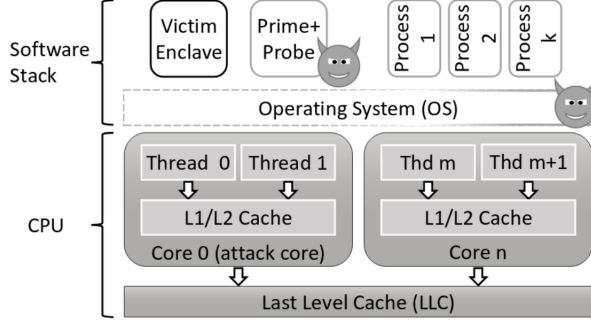 Software
Stack
Victim
Enclave
Prime+
Probe
Process
1
Process
2
Process
k
Operating System (OS)
CPU
Thread 0
Thread 1
Thd m
Thd m+1
L1/L2 Cache
L1/L2 Cache
Core 0 (attack core)
Core n
Last Level Cache (LLC)